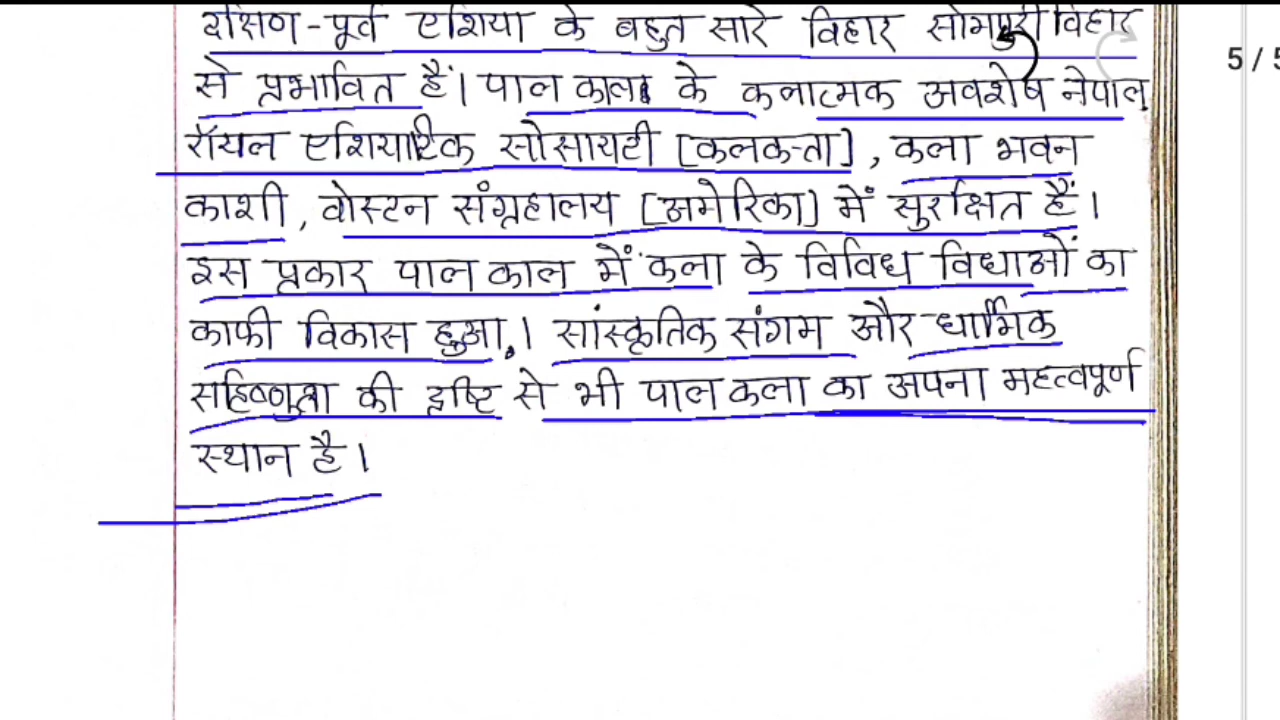 दक्षिण-पूर्व एशिया के बहुत सारे विहार सोमपुरी विहार
5 / 5
से प्रभावित हैं। पाल काल के कलात्मक अवशेष नेपाल,
रॉयल एशियाटिक सोसायटी [कलकत्ता], कला भवन
काशी, वोस्टन संग्रहालय [अमेरिका] में सुरक्षित हैं।
इस प्रकार पाल काल में कला के विविध विधाओं का
काफी विकास हुआ। सांस्कृतिक संगम और धार्मिक
सहिष्णुता की दृष्टि से भी पाल कला का अपना महत्वपूर्ण
स्थान है।